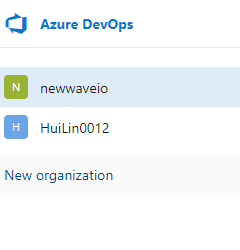 Azure DevOps
N newwaveio
H HuiLin0012
New organization